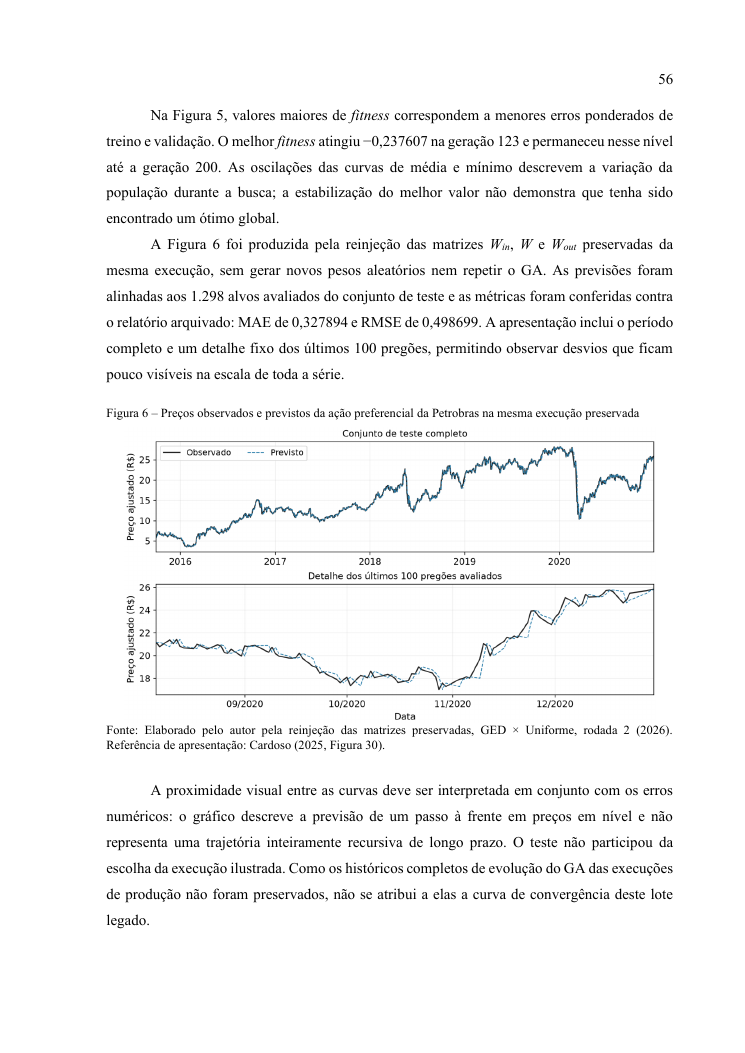 56
Na Figura 5, valores maiores de fitness correspondem a menores erros ponderados de
treino e validação. O melhor fitness atingiu −0,237607 na geração 123 e permaneceu nesse nível
até a geração 200. As oscilações das curvas de média e mínimo descrevem a variação da
população durante a busca; a estabilização do melhor valor não demonstra que tenha sido
encontrado um ótimo global.
A Figura 6 foi produzida pela reinjeção das matrizes Win, W e Wout preservadas da
mesma execução, sem gerar novos pesos aleatórios nem repetir o GA. As previsões foram
alinhadas aos 1.298 alvos avaliados do conjunto de teste e as métricas foram conferidas contra
o relatório arquivado: MAE de 0,327894 e RMSE de 0,498699. A apresentação inclui o período
completo e um detalhe fixo dos últimos 100 pregões, permitindo observar desvios que ficam
pouco visíveis na escala de toda a série.
Figura 6 – Preços observados e previstos da ação preferencial da Petrobras na mesma execução preservada
Conjunto de teste completo
Observado Previsto
Preço ajustado (R$)
25
20
15
10
5
2016 2017 2018 2019 2020
Detalhe dos últimos 100 pregões avaliados
Preço ajustado (R$)
26
24
22
20
18
09/2020 10/2020 11/2020 12/2020
Data
Fonte: Elaborado pelo autor pela reinjeção das matrizes preservadas, GED × Uniforme, rodada 2 (2026).
Referência de apresentação: Cardoso (2025, Figura 30).
A proximidade visual entre as curvas deve ser interpretada em conjunto com os erros
numéricos: o gráfico descreve a previsão de um passo à frente em preços em nível e não
representa uma trajetória inteiramente recursiva de longo prazo. O teste não participou da
escolha da execução ilustrada. Como os históricos completos de evolução do GA das execuções
de produção não foram preservados, não se atribui a elas a curva de convergência deste lote
legado.